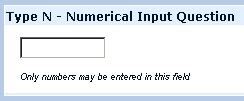 Type N - Numerical Input Question
Only numbers may be entered in this field